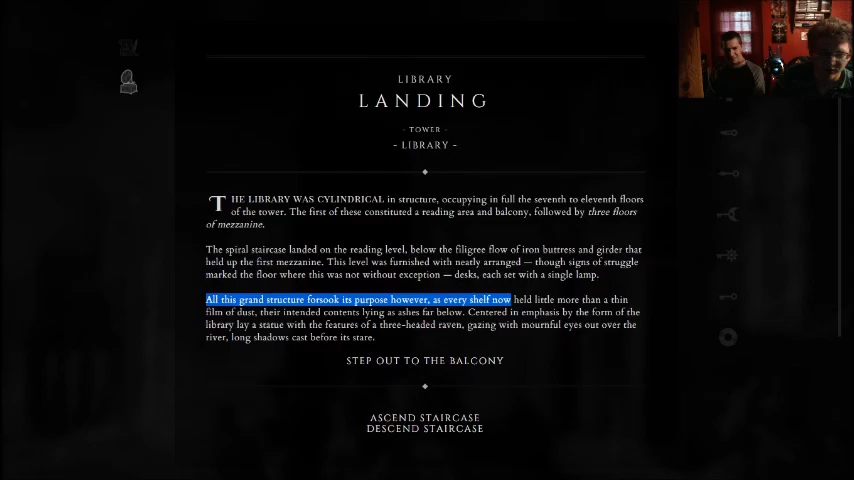 LIBRARY
LANDING
- TOWER -
- LIBRARY -
THE LIBRARY WAS CYLINDRICAL in structure, occupying in full the seventh to eleventh floors
of the tower. The first of these constituted a reading area and balcony, followed by three floors
of mezzanine.
The spiral staircase landed on the reading level, below the filigree flow of iron buttress and girder that
held up the first mezzanine. This level was furnished with neatly arranged — though signs of struggle
marked the floor where this was not without exception — desks, each set with a single lamp.
All this grand structure forsook its purpose however, as every shelf now held little more than a thin
film of dust, their intended contents lying as ashes far below. Centered in emphasis by the form of the
library lay a statue with the features of a three-headed raven, gazing with mournful eyes out over the
river, long shadows cast before its stare.
STEP OUT TO THE BALCONY
ASCEND STAIRCASE
DESCEND STAIRCASE